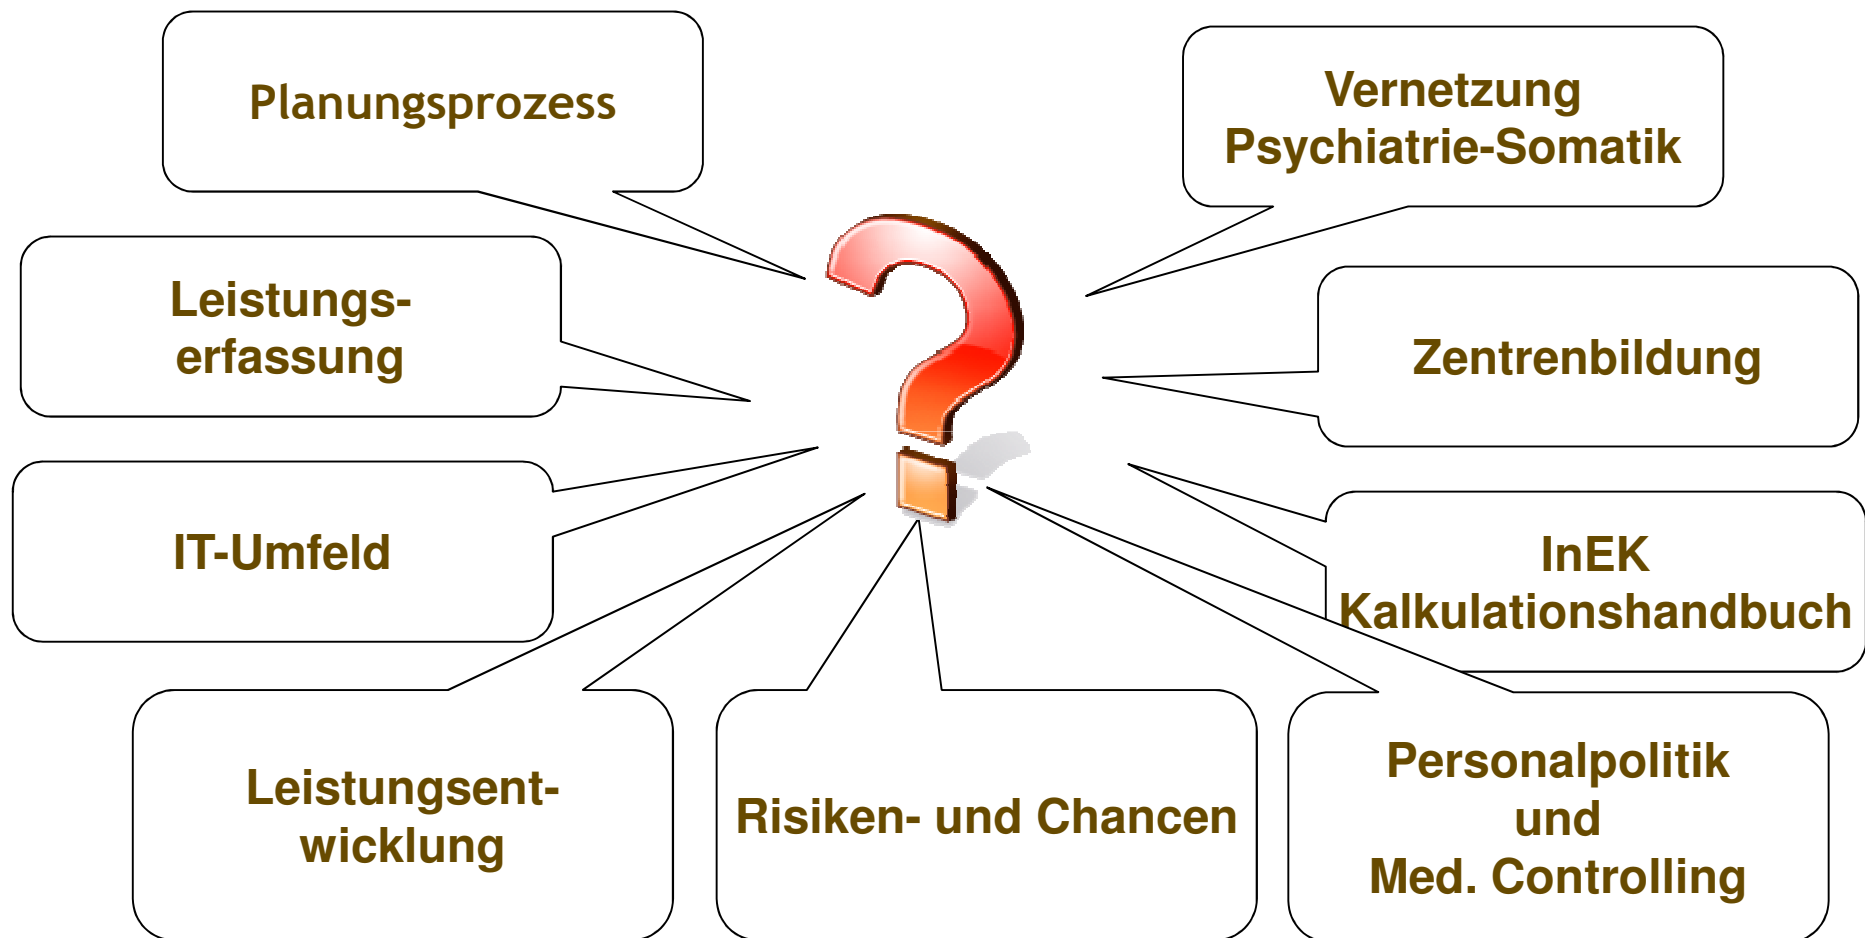 Planungsprozess
Vernetzung
Psychiatrie-Somatik
Leistungs-
erfassung
Zentrenbildung
IT-Umfeld
InEK
Kalkulationshandbuch
Leistungsent-
wicklung
Risiken- und Chancen
Personalpolitik
und
Med. Controlling